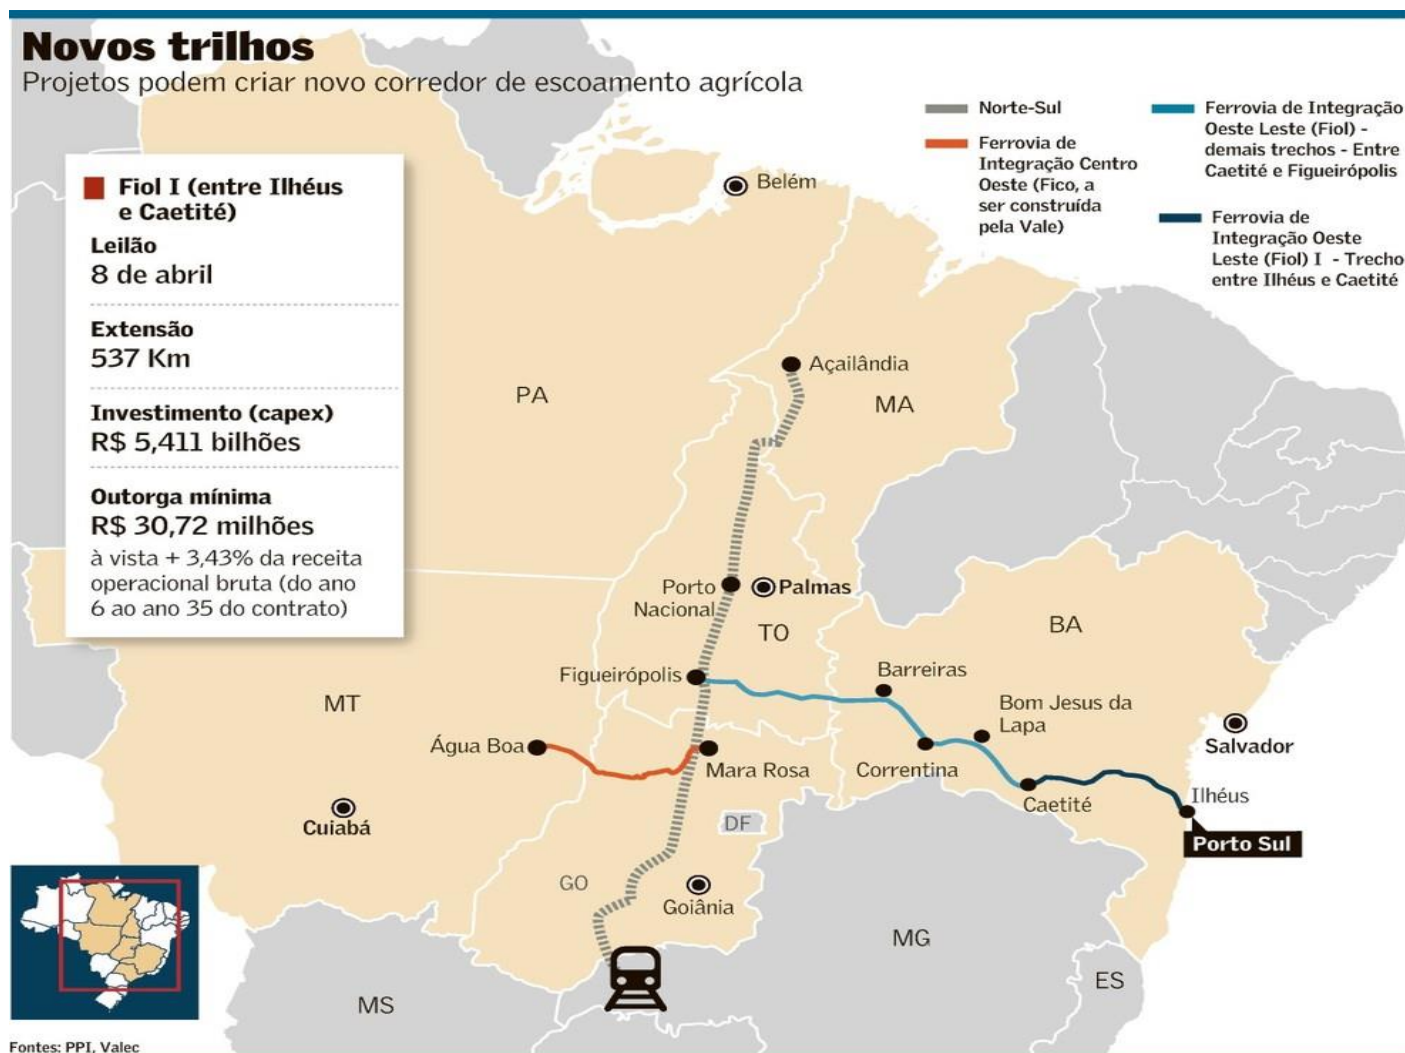 Novos trilhos
Projetos podem criar novo corredor de escoamento agrícola
Norte-Sul
Ferrovia de
Integração Centro
Oeste (Fico, a
ser construída
pela Vale)
Ferrovia de Integração
Oeste Leste (Fiol) -
demais trechos - Entre
Caetité e Figueirópolis
Ferrovia de
Integração Oeste
Leste (Fiol) I - Trecho
entre Ilhéus e Caetité
Fiol I (entre Ilhéus
e Caetité)
Leilão
8 de abril
Extensão
537 Km
Investimento (capex)
R$ 5,411 bilhões
Outorga mínima
R$ 30,72 milhões
à vista + 3,43% da receita
operacional bruta (do ano
6 ao ano 35 do contrato)
Belém
Açailândia
PA
MA
Porto
Nacional
Palmas
TO
BA
Figueirópolis
Barreiras
MT
Bom Jesus da
Lapa
Água Boa
Mara Rosa
Correntina
Salvador
Caetité
Ilhéus
Porto Sul
Cuiabá
DF
GO
Goiânia
MG
ES
MS
Fontes: PPI, Valec